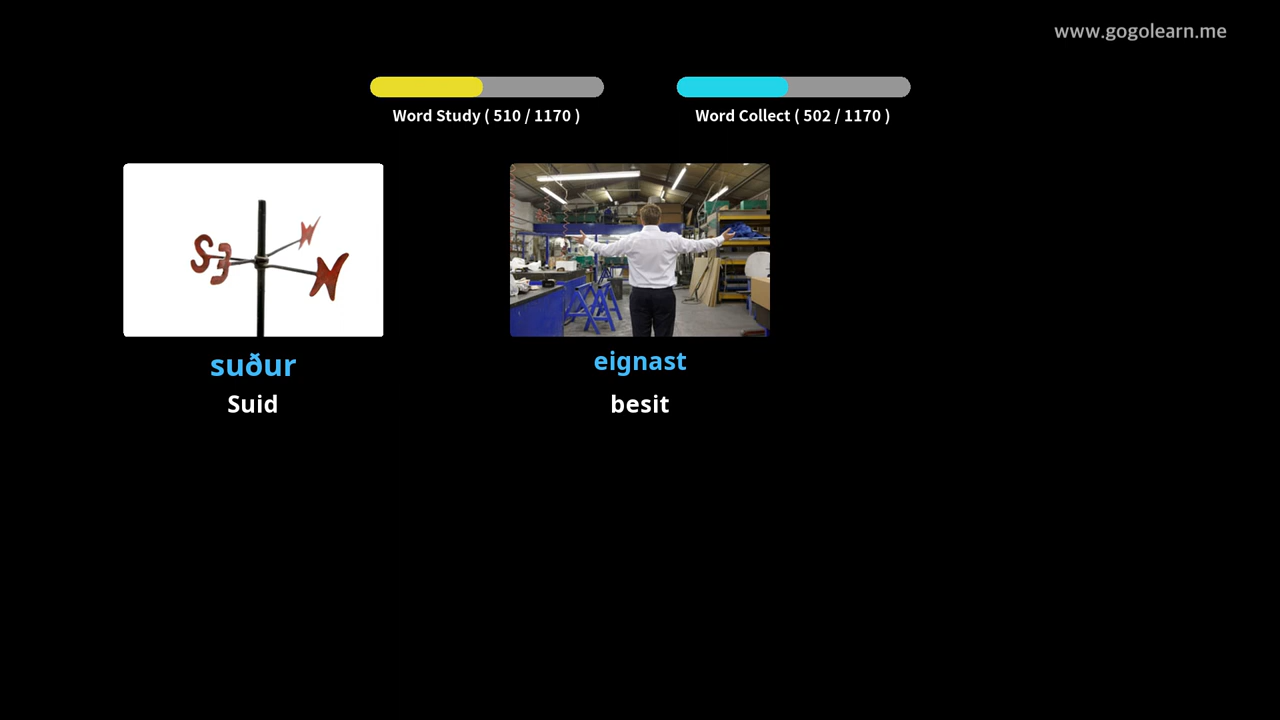 www.gogolearn.me
Word Study ( 510 / 1170 )
Word Collect ( 502 / 1170 )
S
E
N
suður
Suid
eignast
besit